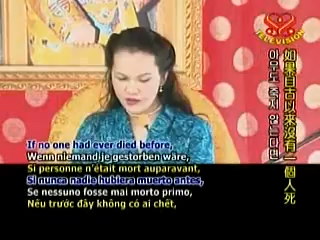 TELEVISION
If no one had ever died before,
Wenn niemand je gestorben wäre,
Si personne n'était mort auparavant,
Si nunca nadie hubiera muerto antes,
Se nessuno fosse mai morto primo,
Nếu trước đây không có ai chết,
如果自古以來沒有一個人死
아무도 죽지 않는다면